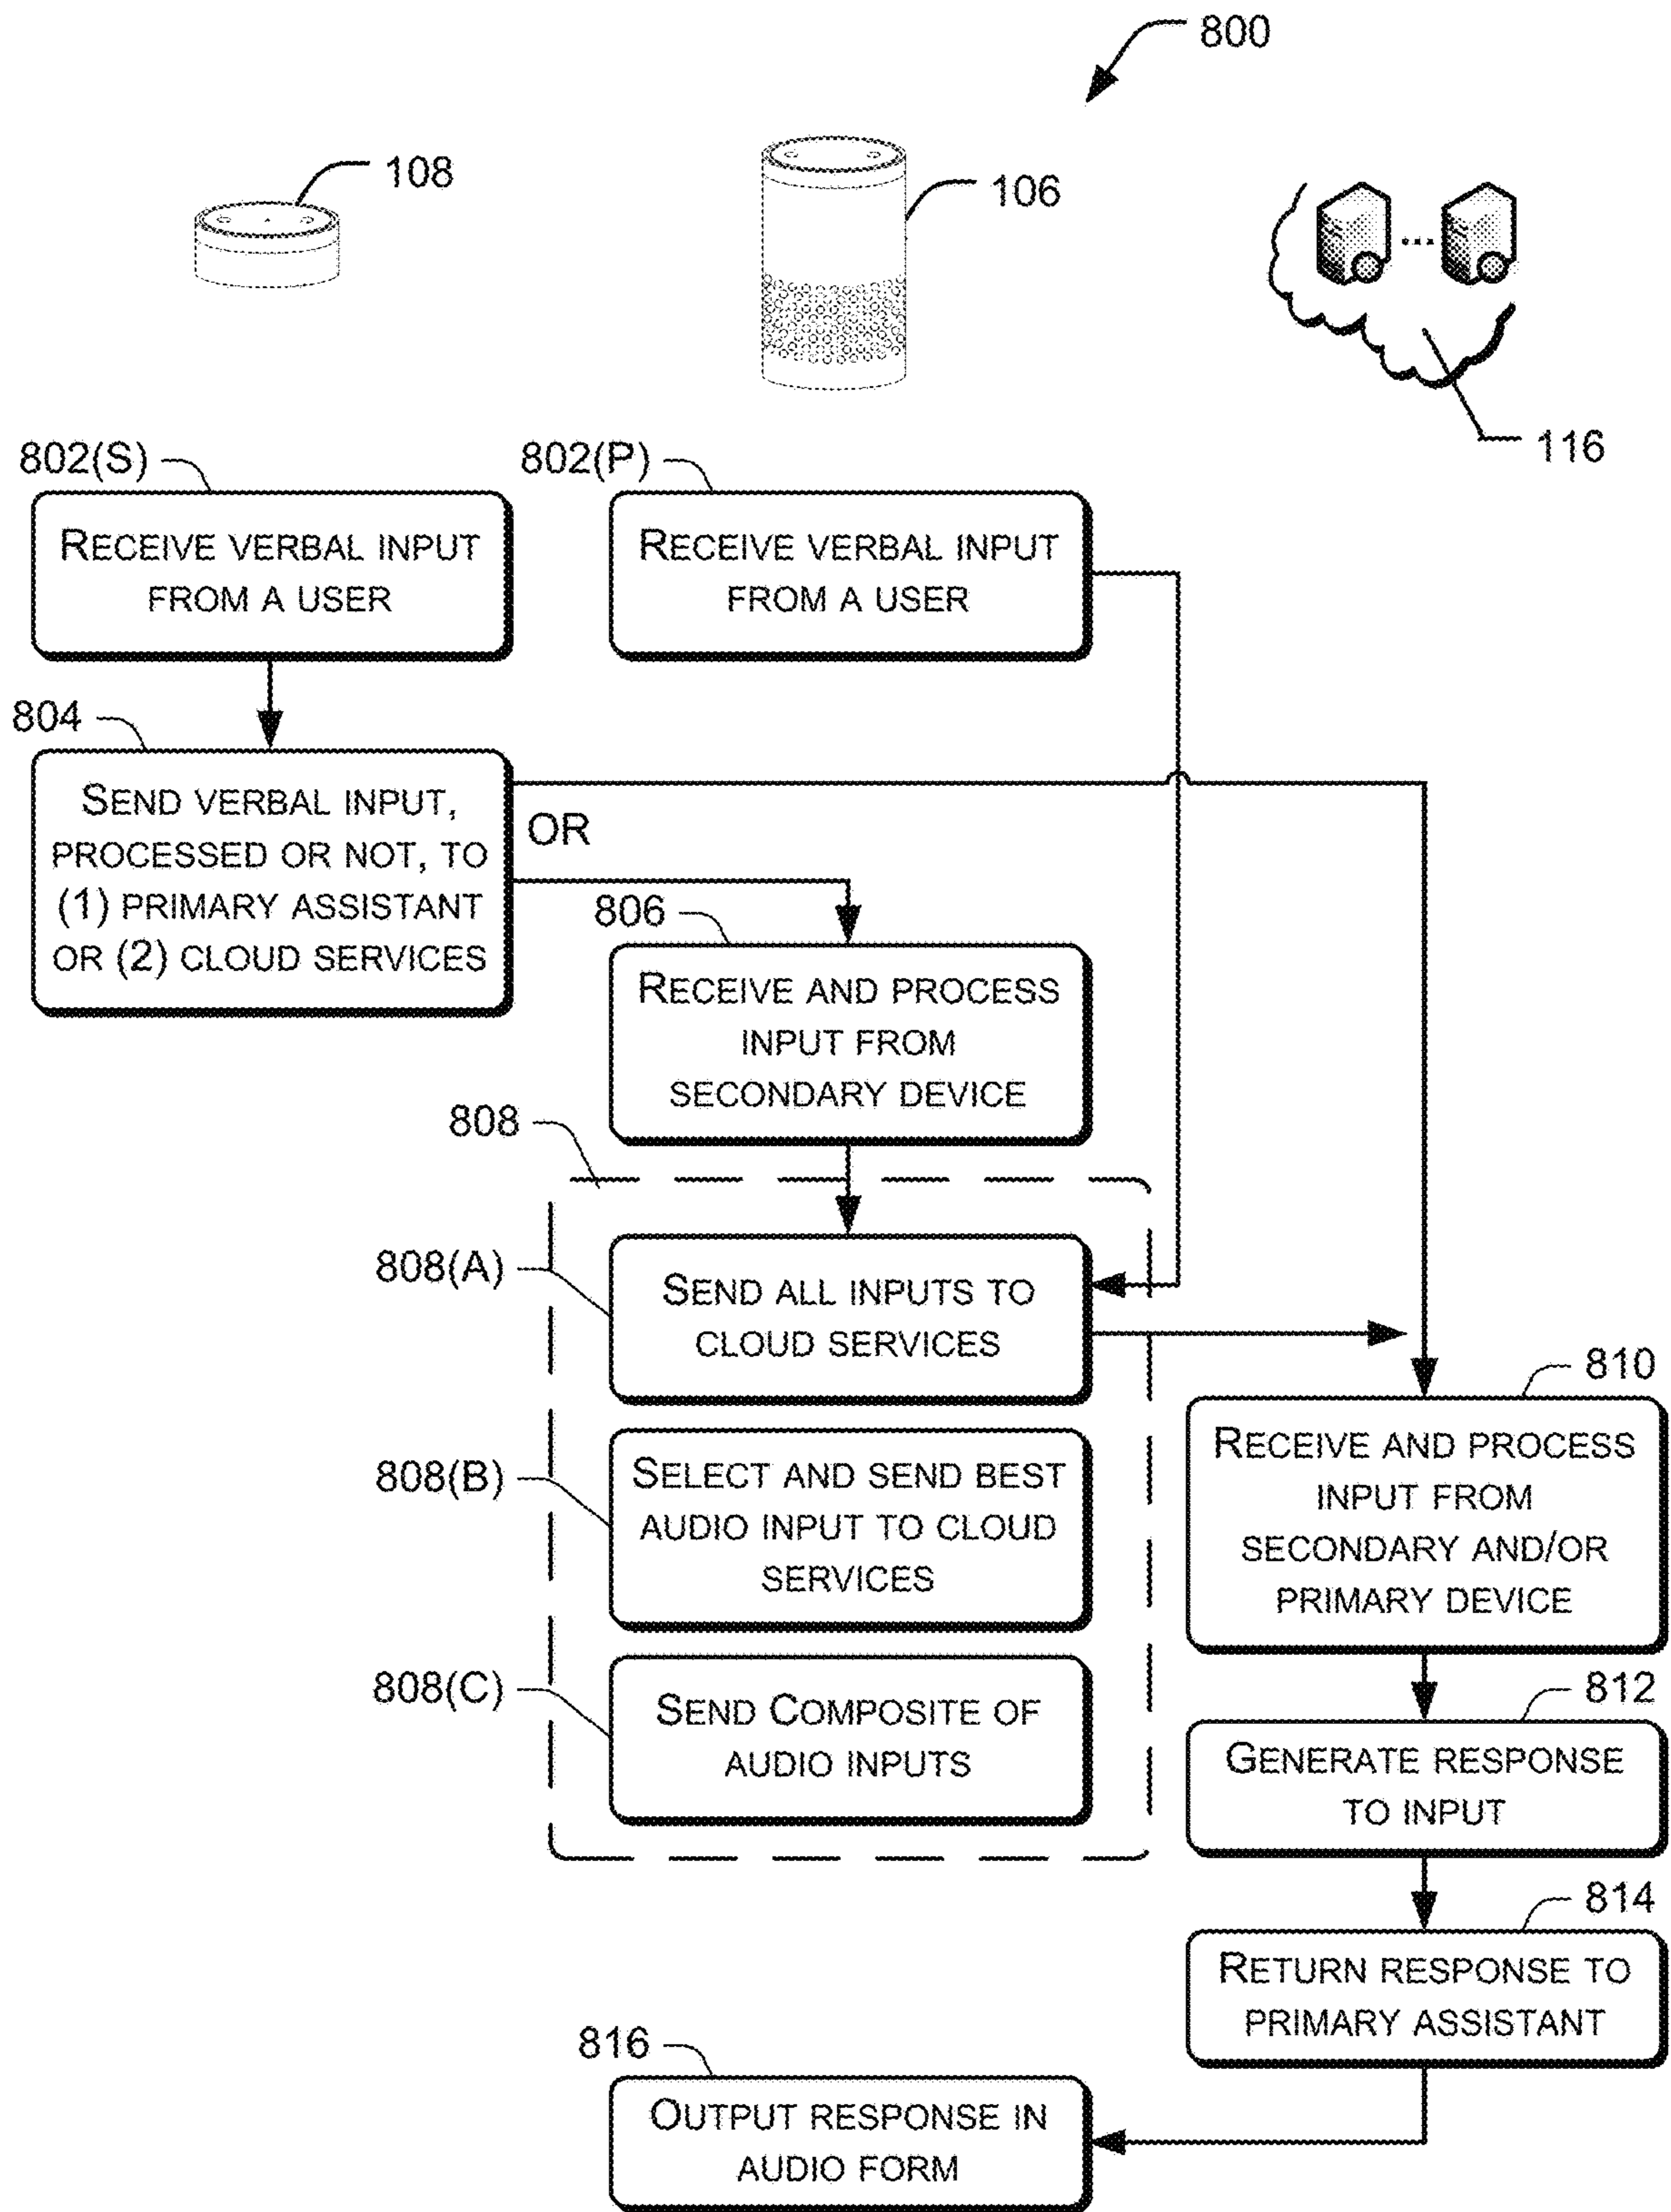 800
108
106
116
802(S)
RECEIVE VERBAL INPUT
FROM A USER
802(P)
RECEIVE VERBAL INPUT
FROM A USER
804
SEND VERBAL INPUT,
PROCESSED OR NOT, TO
(1) PRIMARY ASSISTANT
OR (2) CLOUD SERVICES
OR
806
RECEIVE AND PROCESS
INPUT FROM
SECONDARY DEVICE
808
808(A)
SEND ALL INPUTS TO
CLOUD SERVICES
808(B)
SELECT AND SEND BEST
AUDIO INPUT TO CLOUD
SERVICES
808(C)
SEND COMPOSITE OF
AUDIO INPUTS
810
RECEIVE AND PROCESS
INPUT FROM
SECONDARY AND/OR
PRIMARY DEVICE
812
GENERATE RESPONSE
TO INPUT
814
RETURN RESPONSE TO
PRIMARY ASSISTANT
816
OUTPUT RESPONSE IN
AUDIO FORM